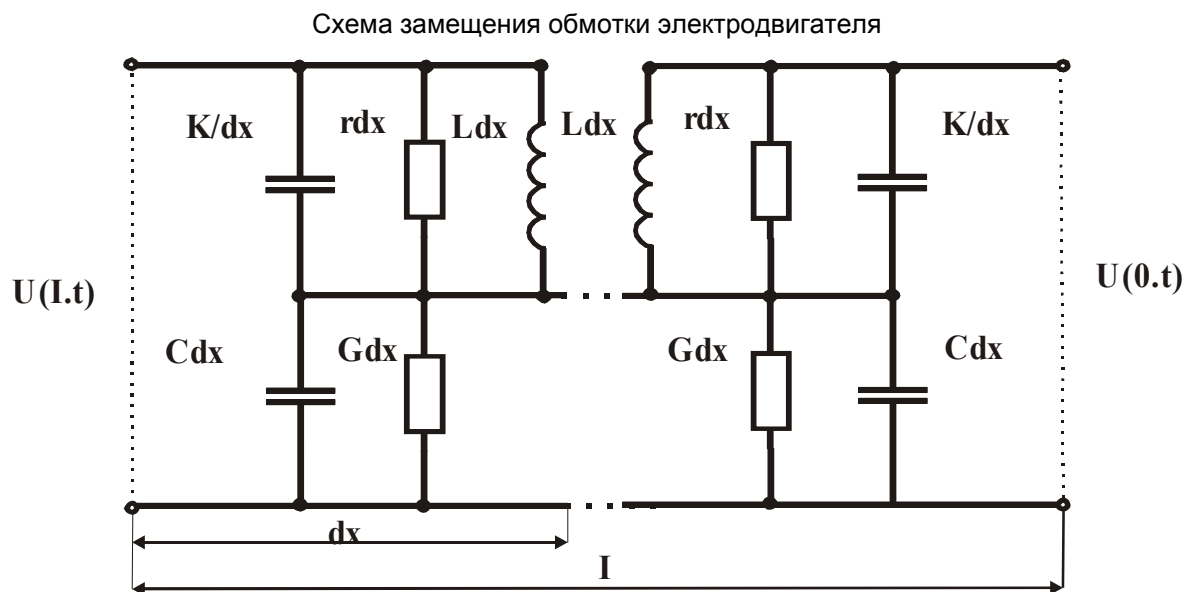 Схема замещения обмотки электродвигателя
K/dx rdx Ldx Ldx rdx K/dx
U(I.t) U(0.t)
Cdx Gdx Gdx Cdx
dx
I